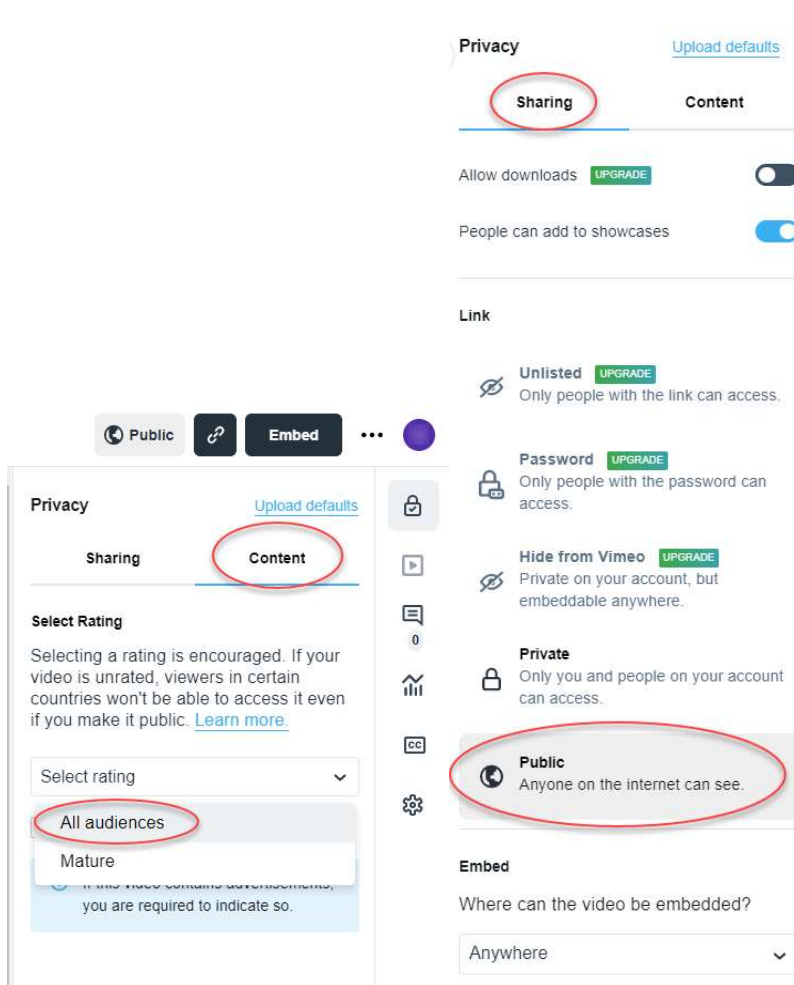 Public
Embed
Privacy
Upload defaults
Sharing
Content
Select Rating
Selecting a rating is encouraged. If your
video is unrated, viewers in certain
countries won't be able to access it even
if you make it public. Learn more.
Select rating
All audiences
Mature
If this video contains advertisements,
you are required to indicate so.
0
CC
Privacy
Upload defaults
Sharing
Content
Allow downloads UPGRADE
People can add to showcases
Link
Unlisted UPGRADE
Only people with the link can access.
Password UPGRADE
Only people with the password can
access.
Hide from Vimeo UPGRADE
Private on your account, but
embeddable anywhere.
Private
Only you and people on your account
can access.
Public
Anyone on the internet can see.
Embed
Where can the video be embedded?
Anywhere